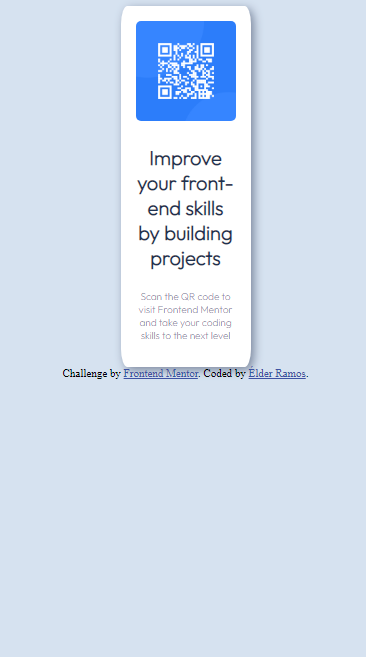 Improve
your front-
end skills
by building
projects
Scan the QR code to
visit Frontend Mentor
and take your coding
skills to the next level
Challenge by Frontend Mentor. Coded by Elder Ramos.